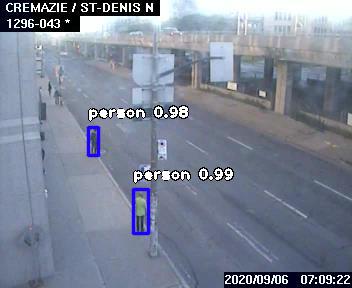 CREMAZIE / ST-DENIS N
1296-043 *
person 0.98
person 0.99
2020/09/06 07:09:22